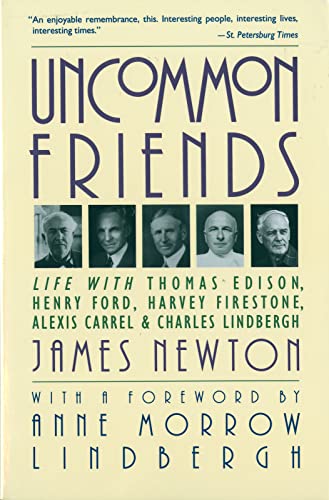 "An enjoyable remembrance, this. Interesting people, interesting lives,
interesting times."
—St. Petersburg Times
UNCOMMON
FRIENDS
LIFE WITH THOMAS EDISON,
HENRY FORD, HARVEY FIRESTONE,
ALEXIS CARREL & CHARLES LINDBERGH
JAMES NEWTON
WITH A FOREWORD BY
ANNE MORROW
LINDBERGH